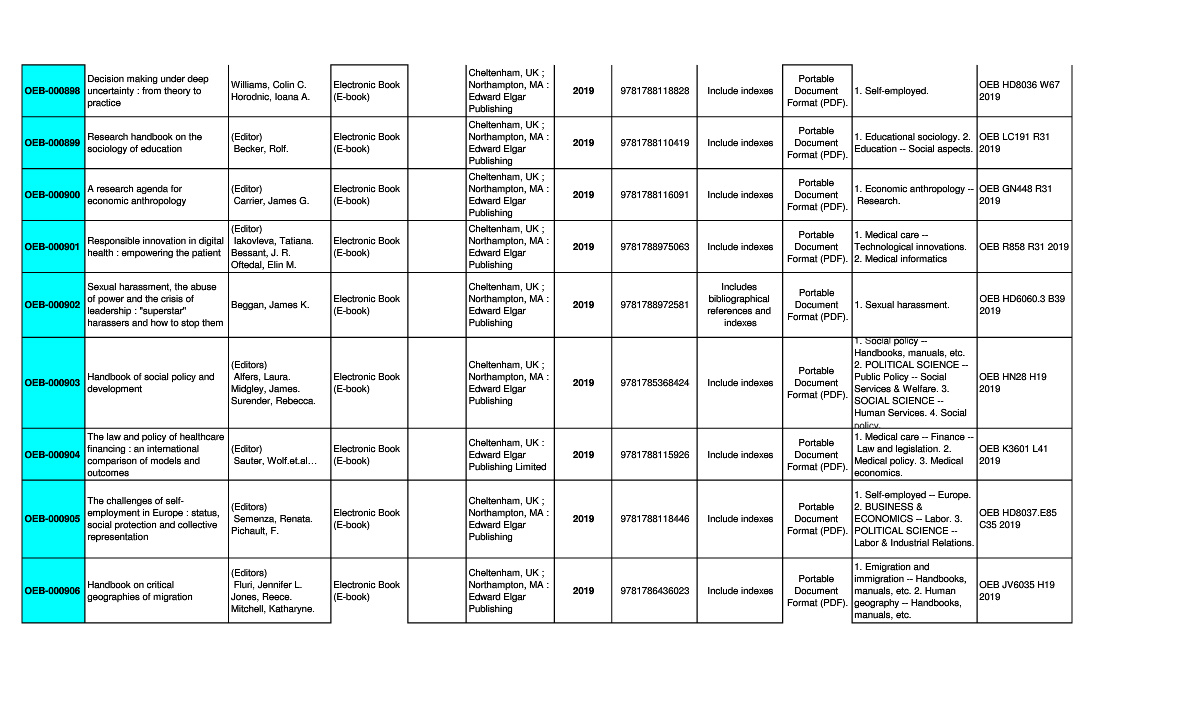 OEB-000898
Decision making under deep
uncertainty : from theory to
practice
Williams, Colin C.
Horodnic, Ioana A.
Electronic Book
(E-book)
Cheltenham, UK ;
Northampton, MA :
Edward Elgar
Publishing
2019
9781788118828
Include indexes
Portable
Document
Format (PDF).
1. Self-employed.
OEB HD8036 W67
2019
OEB-000899
Research handbook on the
sociology of education
(Editor)
Becker, Rolf.
Electronic Book
(E-book)
Cheltenham, UK ;
Northampton, MA :
Edward Elgar
Publishing
2019
9781788110419
Include indexes
Portable
Document
Format (PDF).
1. Educational sociology. 2.
Education -- Social aspects.
OEB LC191 R31
2019
OEB-000900
A research agenda for
economic anthropology
(Editor)
Carrier, James G.
Electronic Book
(E-book)
Cheltenham, UK ;
Northampton, MA :
Edward Elgar
Publishing
2019
9781788116091
Include indexes
Portable
Document
Format (PDF).
1. Economic anthropology --
Research.
OEB GN448 R31
2019
OEB-000901
Responsible innovation in digital
health : empowering the patient
(Editor)
Iakovleva, Tatiana.
Bessant, J. R.
Oftedal, Elin M.
Electronic Book
(E-book)
Cheltenham, UK ;
Northampton, MA :
Edward Elgar
Publishing
2019
9781788975063
Include indexes
Portable
Document
Format (PDF).
1. Medical care --
Technological innovations.
2. Medical informatics
OEB R858 R31 2019
OEB-000902
Sexual harassment, the abuse
of power and the crisis of
leadership : "superstar"
harassers and how to stop them
Beggan, James K.
Electronic Book
(E-book)
Cheltenham, UK ;
Northampton, MA :
Edward Elgar
Publishing
2019
9781788972581
Includes
bibliographical
references and
indexes
Portable
Document
Format (PDF).
1. Sexual harassment.
OEB HD6060.3 B39
2019
OEB-000903
Handbook of social policy and
development
(Editors)
Alfers, Laura.
Midgley, James.
Surender, Rebecca.
Electronic Book
(E-book)
Cheltenham, UK ;
Northampton, MA :
Edward Elgar
Publishing
2019
9781785368424
Include indexes
Portable
Document
Format (PDF).
1. Social policy --
Handbooks, manuals, etc.
2. POLITICAL SCIENCE --
Public Policy -- Social
Services & Welfare. 3.
SOCIAL SCIENCE --
Human Services. 4. Social
policy.
OEB HN28 H19
2019
OEB-000904
The law and policy of healthcare
financing : an international
comparison of models and
outcomes
(Editor)
Sauter, Wolf.et.al…
Electronic Book
(E-book)
Cheltenham, UK :
Edward Elgar
Publishing Limited
2019
9781788115926
Include indexes
Portable
Document
Format (PDF).
1. Medical care -- Finance --
Law and legislation. 2.
Medical policy. 3. Medical
economics.
OEB K3601 L41
2019
OEB-000905
The challenges of self-
employment in Europe : status,
social protection and collective
representation
(Editors)
Semenza, Renata.
Pichault, F.
Electronic Book
(E-book)
Cheltenham, UK ;
Northampton, MA :
Edward Elgar
Publishing
2019
9781788118446
Include indexes
Portable
Document
Format (PDF).
1. Self-employed -- Europe.
2. BUSINESS &
ECONOMICS -- Labor. 3.
POLITICAL SCIENCE --
Labor & Industrial Relations.
OEB HD8037.E85
C35 2019
OEB-000906
Handbook on critical
geographies of migration
(Editors)
Fluri, Jennifer L.
Jones, Reece.
Mitchell, Katharyne.
Electronic Book
(E-book)
Cheltenham, UK ;
Northampton, MA :
Edward Elgar
Publishing
2019
9781786436023
Include indexes
Portable
Document
Format (PDF).
1. Emigration and
immigration -- Handbooks,
manuals, etc. 2. Human
geography -- Handbooks,
manuals, etc.
OEB JV6035 H19
2019